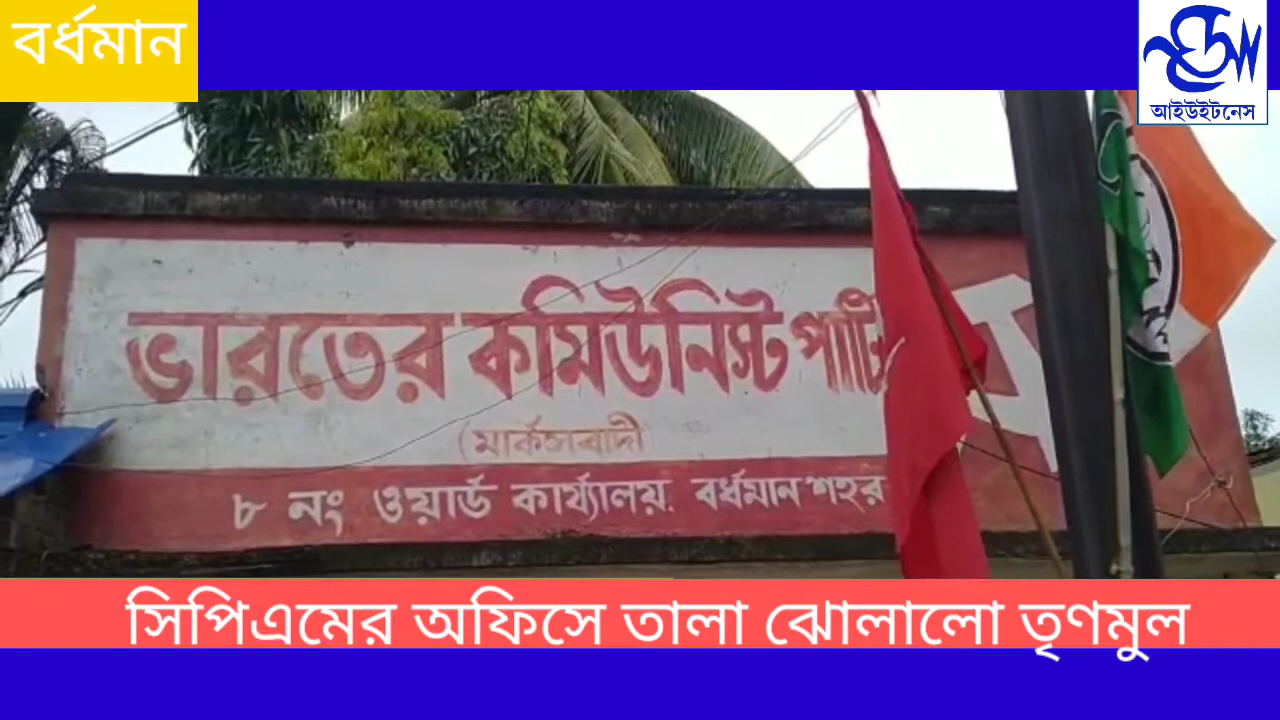 বর্ধমান
আইউইটনেস
ভারতের কমিউনিস্ট পার্টি
(মার্কসবাদী)
৮ নং ওয়ার্ড কার্য্যালয়. বর্ধমান শহর
সিপিএমের অফিসে তালা ঝোলালো তৃণমুল